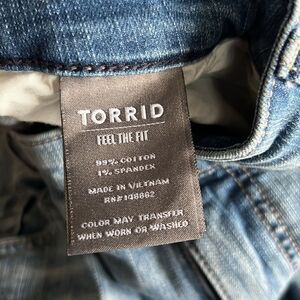 TORRID
FEEL THE FIT
99% COTTON
1% SPANDEX
MADE IN VIETNAM
RN#148862
COLOR MAY TRANSFER
WHEN WORN OR WASHED